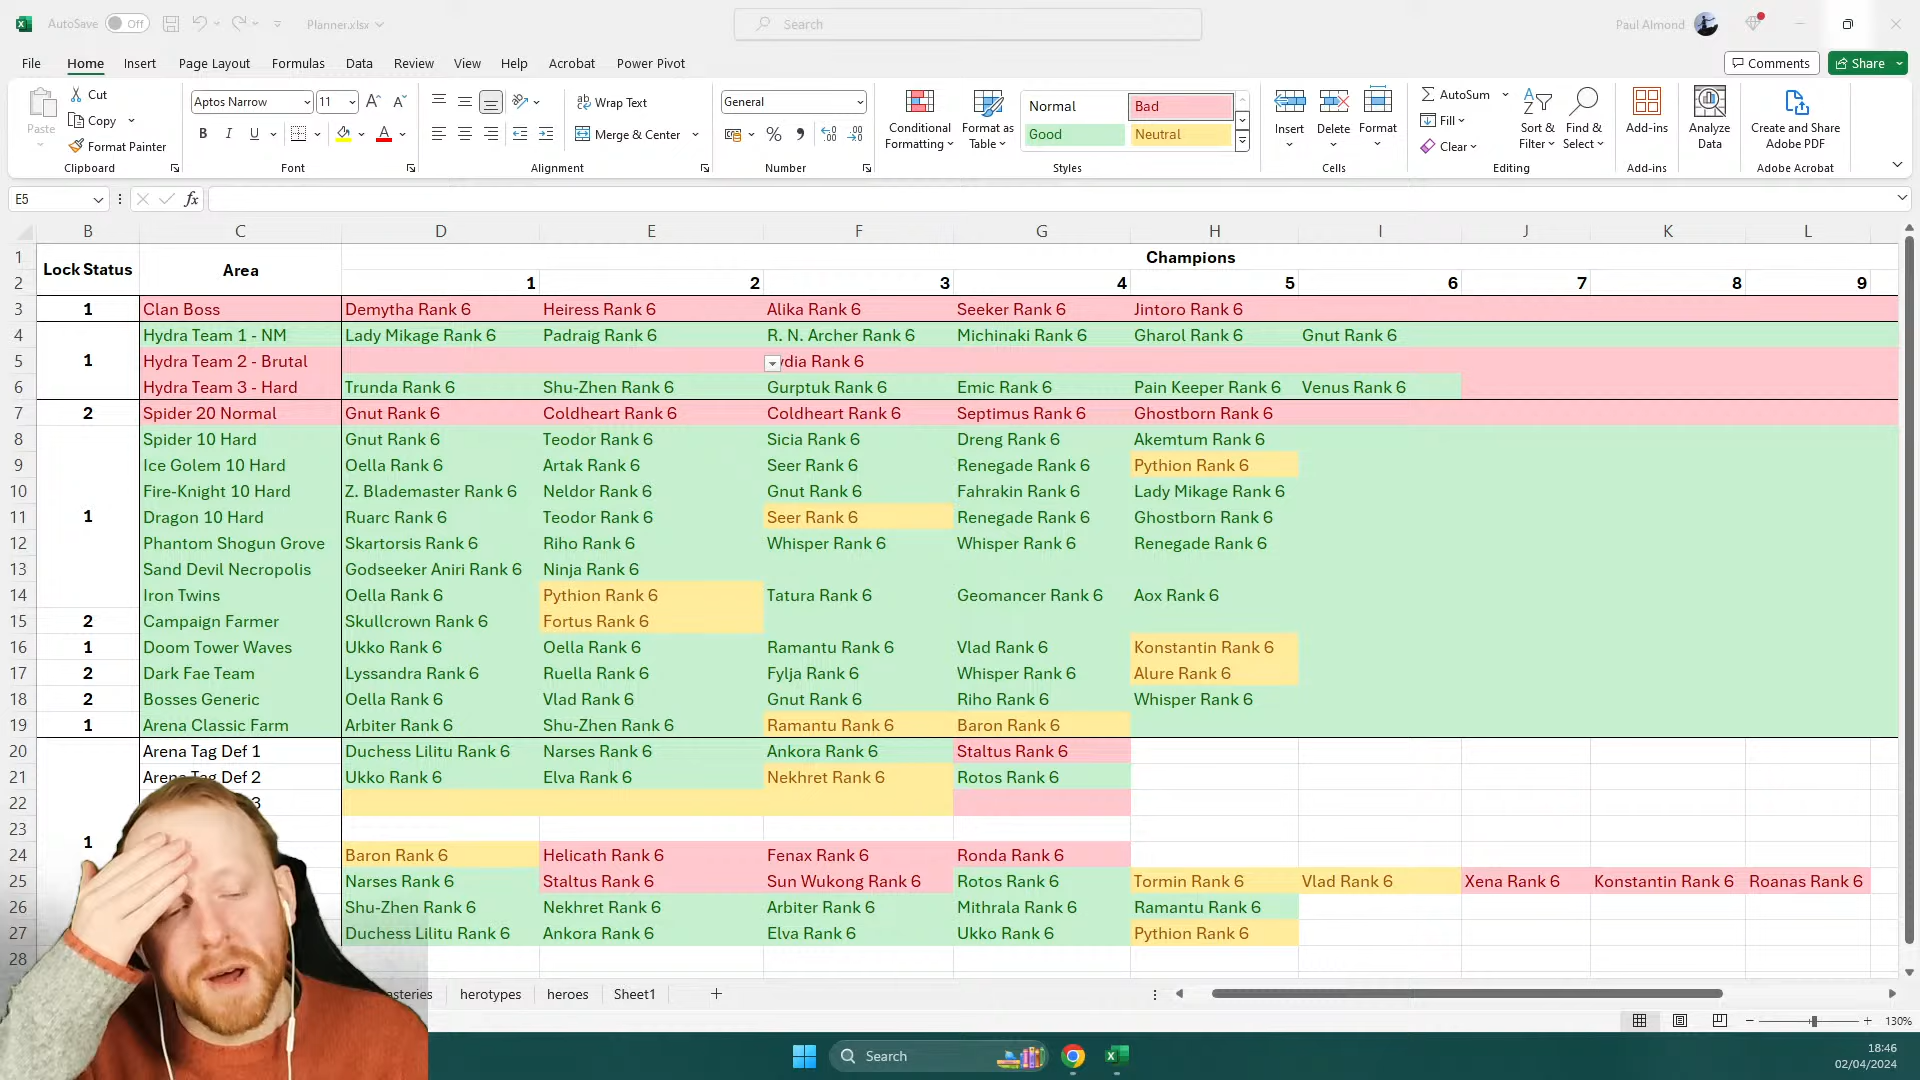 AutoSave Off Planner.xlsx Search Paul Almond
File Home Insert Page Layout Formulas Data Review View Help Acrobat Power Pivot Comments Share
Paste Cut Copy Format Painter Clipboard
Aptos Narrow 11 B I U A Font
Wrap Text Merge & Center Alignment
General % Number
Conditional Formatting Format as Table Normal Bad Good Neutral Styles
Insert Delete Format Cells
AutoSum Fill Clear Sort & Filter Find & Select Editing
Add-ins Add-ins
Analyze Data
Create and Share Adobe PDF Adobe Acrobat
E5 fx
B C D E F G H I J K L
1 Lock Status Area Champions
2 1 2 3 4 5 6 7 8 9
3 1 Clan Boss Demytha Rank 6 Heiress Rank 6 Alika Rank 6 Seeker Rank 6 Jintoro Rank 6
4 Hydra Team 1 - NM Lady Mikage Rank 6 Padraig Rank 6 R. N. Archer Rank 6 Michinaki Rank 6 Gharol Rank 6 Gnut Rank 6
5 1 Hydra Team 2 - Brutal ydia Rank 6
6 Hydra Team 3 - Hard Trunda Rank 6 Shu-Zhen Rank 6 Gurptuk Rank 6 Emic Rank 6 Pain Keeper Rank 6 Venus Rank 6
7 2 Spider 20 Normal Gnut Rank 6 Coldheart Rank 6 Coldheart Rank 6 Septimus Rank 6 Ghostborn Rank 6
8 Spider 10 Hard Gnut Rank 6 Teodor Rank 6 Sicia Rank 6 Dreng Rank 6 Akemtum Rank 6
9 Ice Golem 10 Hard Oella Rank 6 Artak Rank 6 Seer Rank 6 Renegade Rank 6 Pythion Rank 6
10 Fire-Knight 10 Hard Z. Blademaster Rank 6 Neldor Rank 6 Gnut Rank 6 Fahrakin Rank 6 Lady Mikage Rank 6
11 1 Dragon 10 Hard Ruarc Rank 6 Teodor Rank 6 Seer Rank 6 Renegade Rank 6 Ghostborn Rank 6
12 Phantom Shogun Grove Skartorsis Rank 6 Riho Rank 6 Whisper Rank 6 Whisper Rank 6 Renegade Rank 6
13 Sand Devil Necropolis Godseeker Aniri Rank 6 Ninja Rank 6
14 Iron Twins Oella Rank 6 Pythion Rank 6 Tatura Rank 6 Geomancer Rank 6 Aox Rank 6
15 2 Campaign Farmer Skullcrown Rank 6 Fortus Rank 6
16 1 Doom Tower Waves Ukko Rank 6 Oella Rank 6 Ramantu Rank 6 Vlad Rank 6 Konstantin Rank 6
17 2 Dark Fae Team Lyssandra Rank 6 Ruella Rank 6 Fylja Rank 6 Whisper Rank 6 Alure Rank 6
18 2 Bosses Generic Oella Rank 6 Vlad Rank 6 Gnut Rank 6 Riho Rank 6 Whisper Rank 6
19 1 Arena Classic Farm Arbiter Rank 6 Shu-Zhen Rank 6 Ramantu Rank 6 Baron Rank 6
20 Arena Tag Def 1 Duchess Lilitu Rank 6 Narses Rank 6 Ankora Rank 6 Staltus Rank 6
21 Arena Tag Def 2 Ukko Rank 6 Elva Rank 6 Nekhret Rank 6 Rotos Rank 6
22 3
23 1
24 Baron Rank 6 Helicath Rank 6 Fenax Rank 6 Ronda Rank 6
25 Narses Rank 6 Staltus Rank 6 Sun Wukong Rank 6 Rotos Rank 6 Tormin Rank 6 Vlad Rank 6 Xena Rank 6 Konstantin Rank 6 Roanas Rank 6
26 Shu-Zhen Rank 6 Nekhret Rank 6 Arbiter Rank 6 Mithrala Rank 6 Ramantu Rank 6
27 Duchess Lilitu Rank 6 Ankora Rank 6 Elva Rank 6 Ukko Rank 6 Pythion Rank 6
28
asteries herotypes heroes Sheet1
130%
Search 18:46
02/04/2024